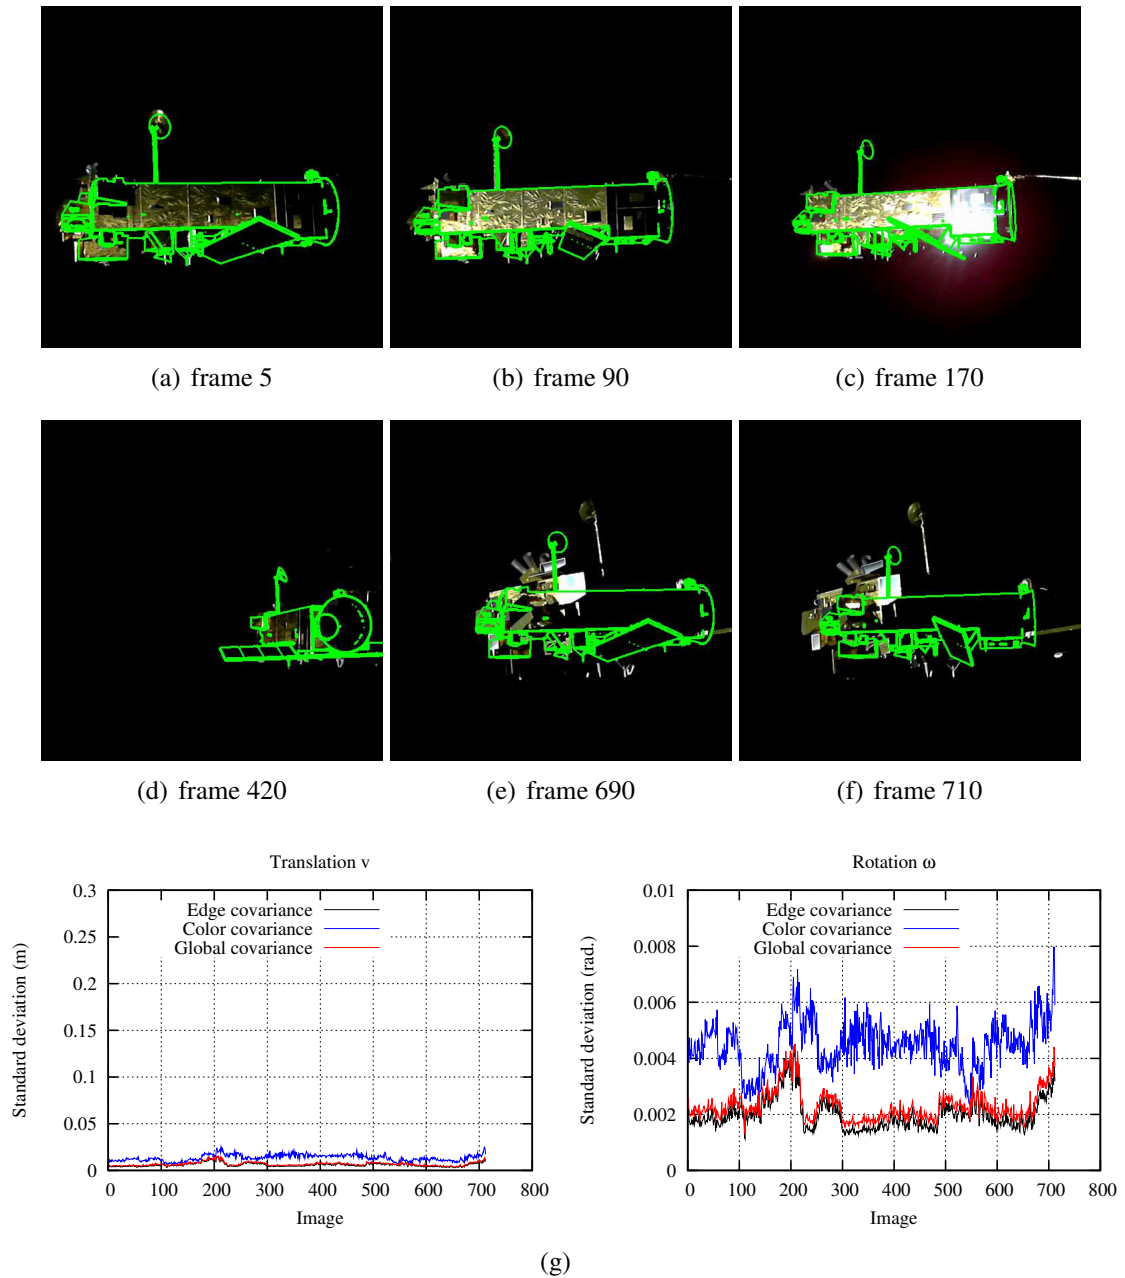 (a) frame 5
(b) frame 90
(c) frame 170
(d) frame 420
(e) frame 690
(f) frame 710
Translation v
Standard deviation (m)
0.3
0.25
0.2
0.15
0.1
0.05
0
Edge covariance
Color covariance
Global covariance
0 100 200 300 400 500 600 700 800
Image
Rotation ω
Standard deviation (rad.)
0.01
0.008
0.006
0.004
0.002
0
Edge covariance
Color covariance
Global covariance
0 100 200 300 400 500 600 700 800
Image
(g)